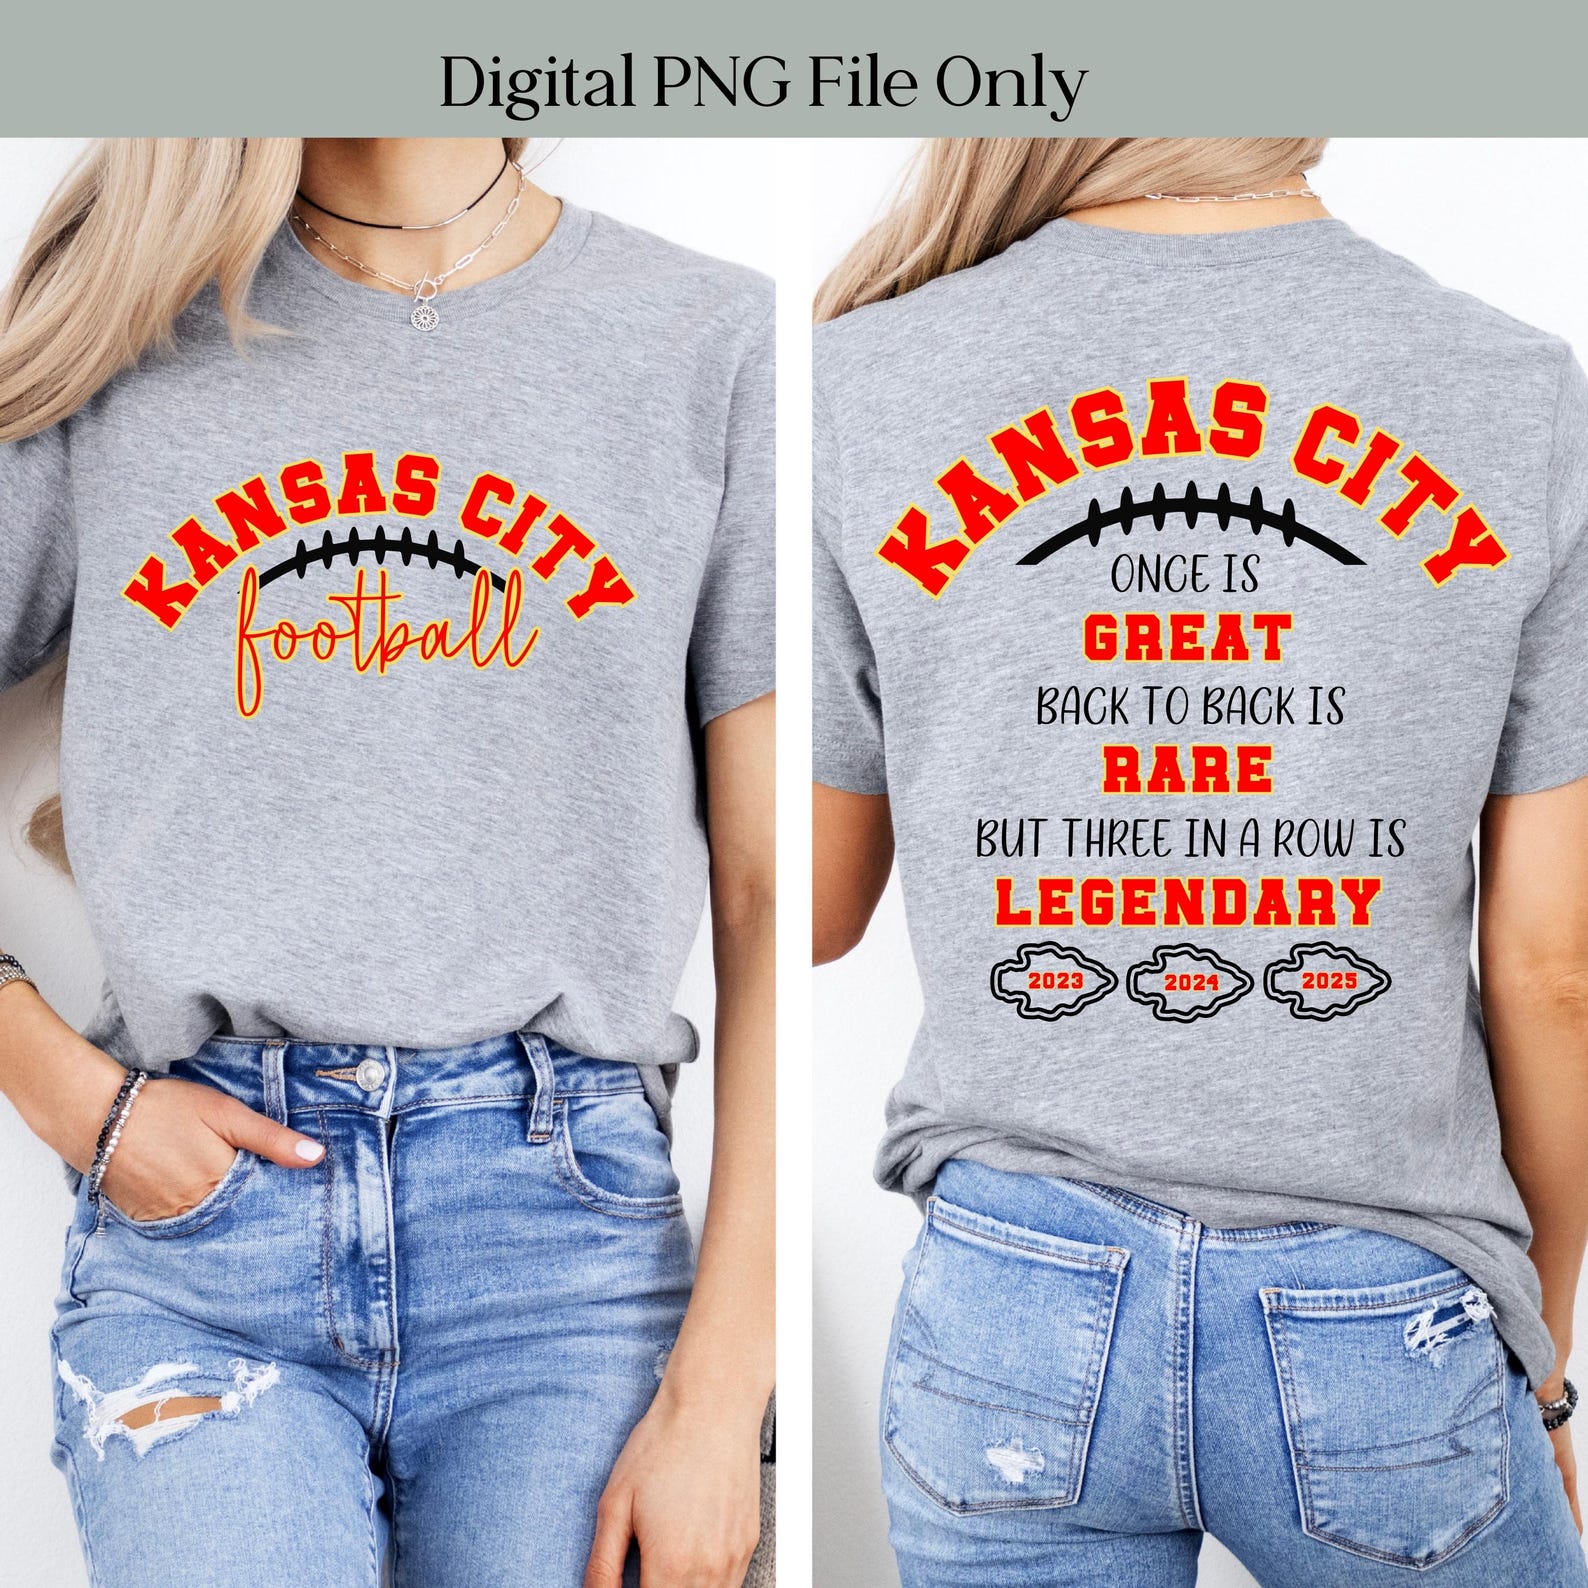 Digital PNG File Only
KANSAS CITY
football
KANSAS CITY
ONCE IS
GREAT
BACK TO BACK IS
RARE
BUT THREE IN A ROW IS
LEGENDARY
2023 2024 2025